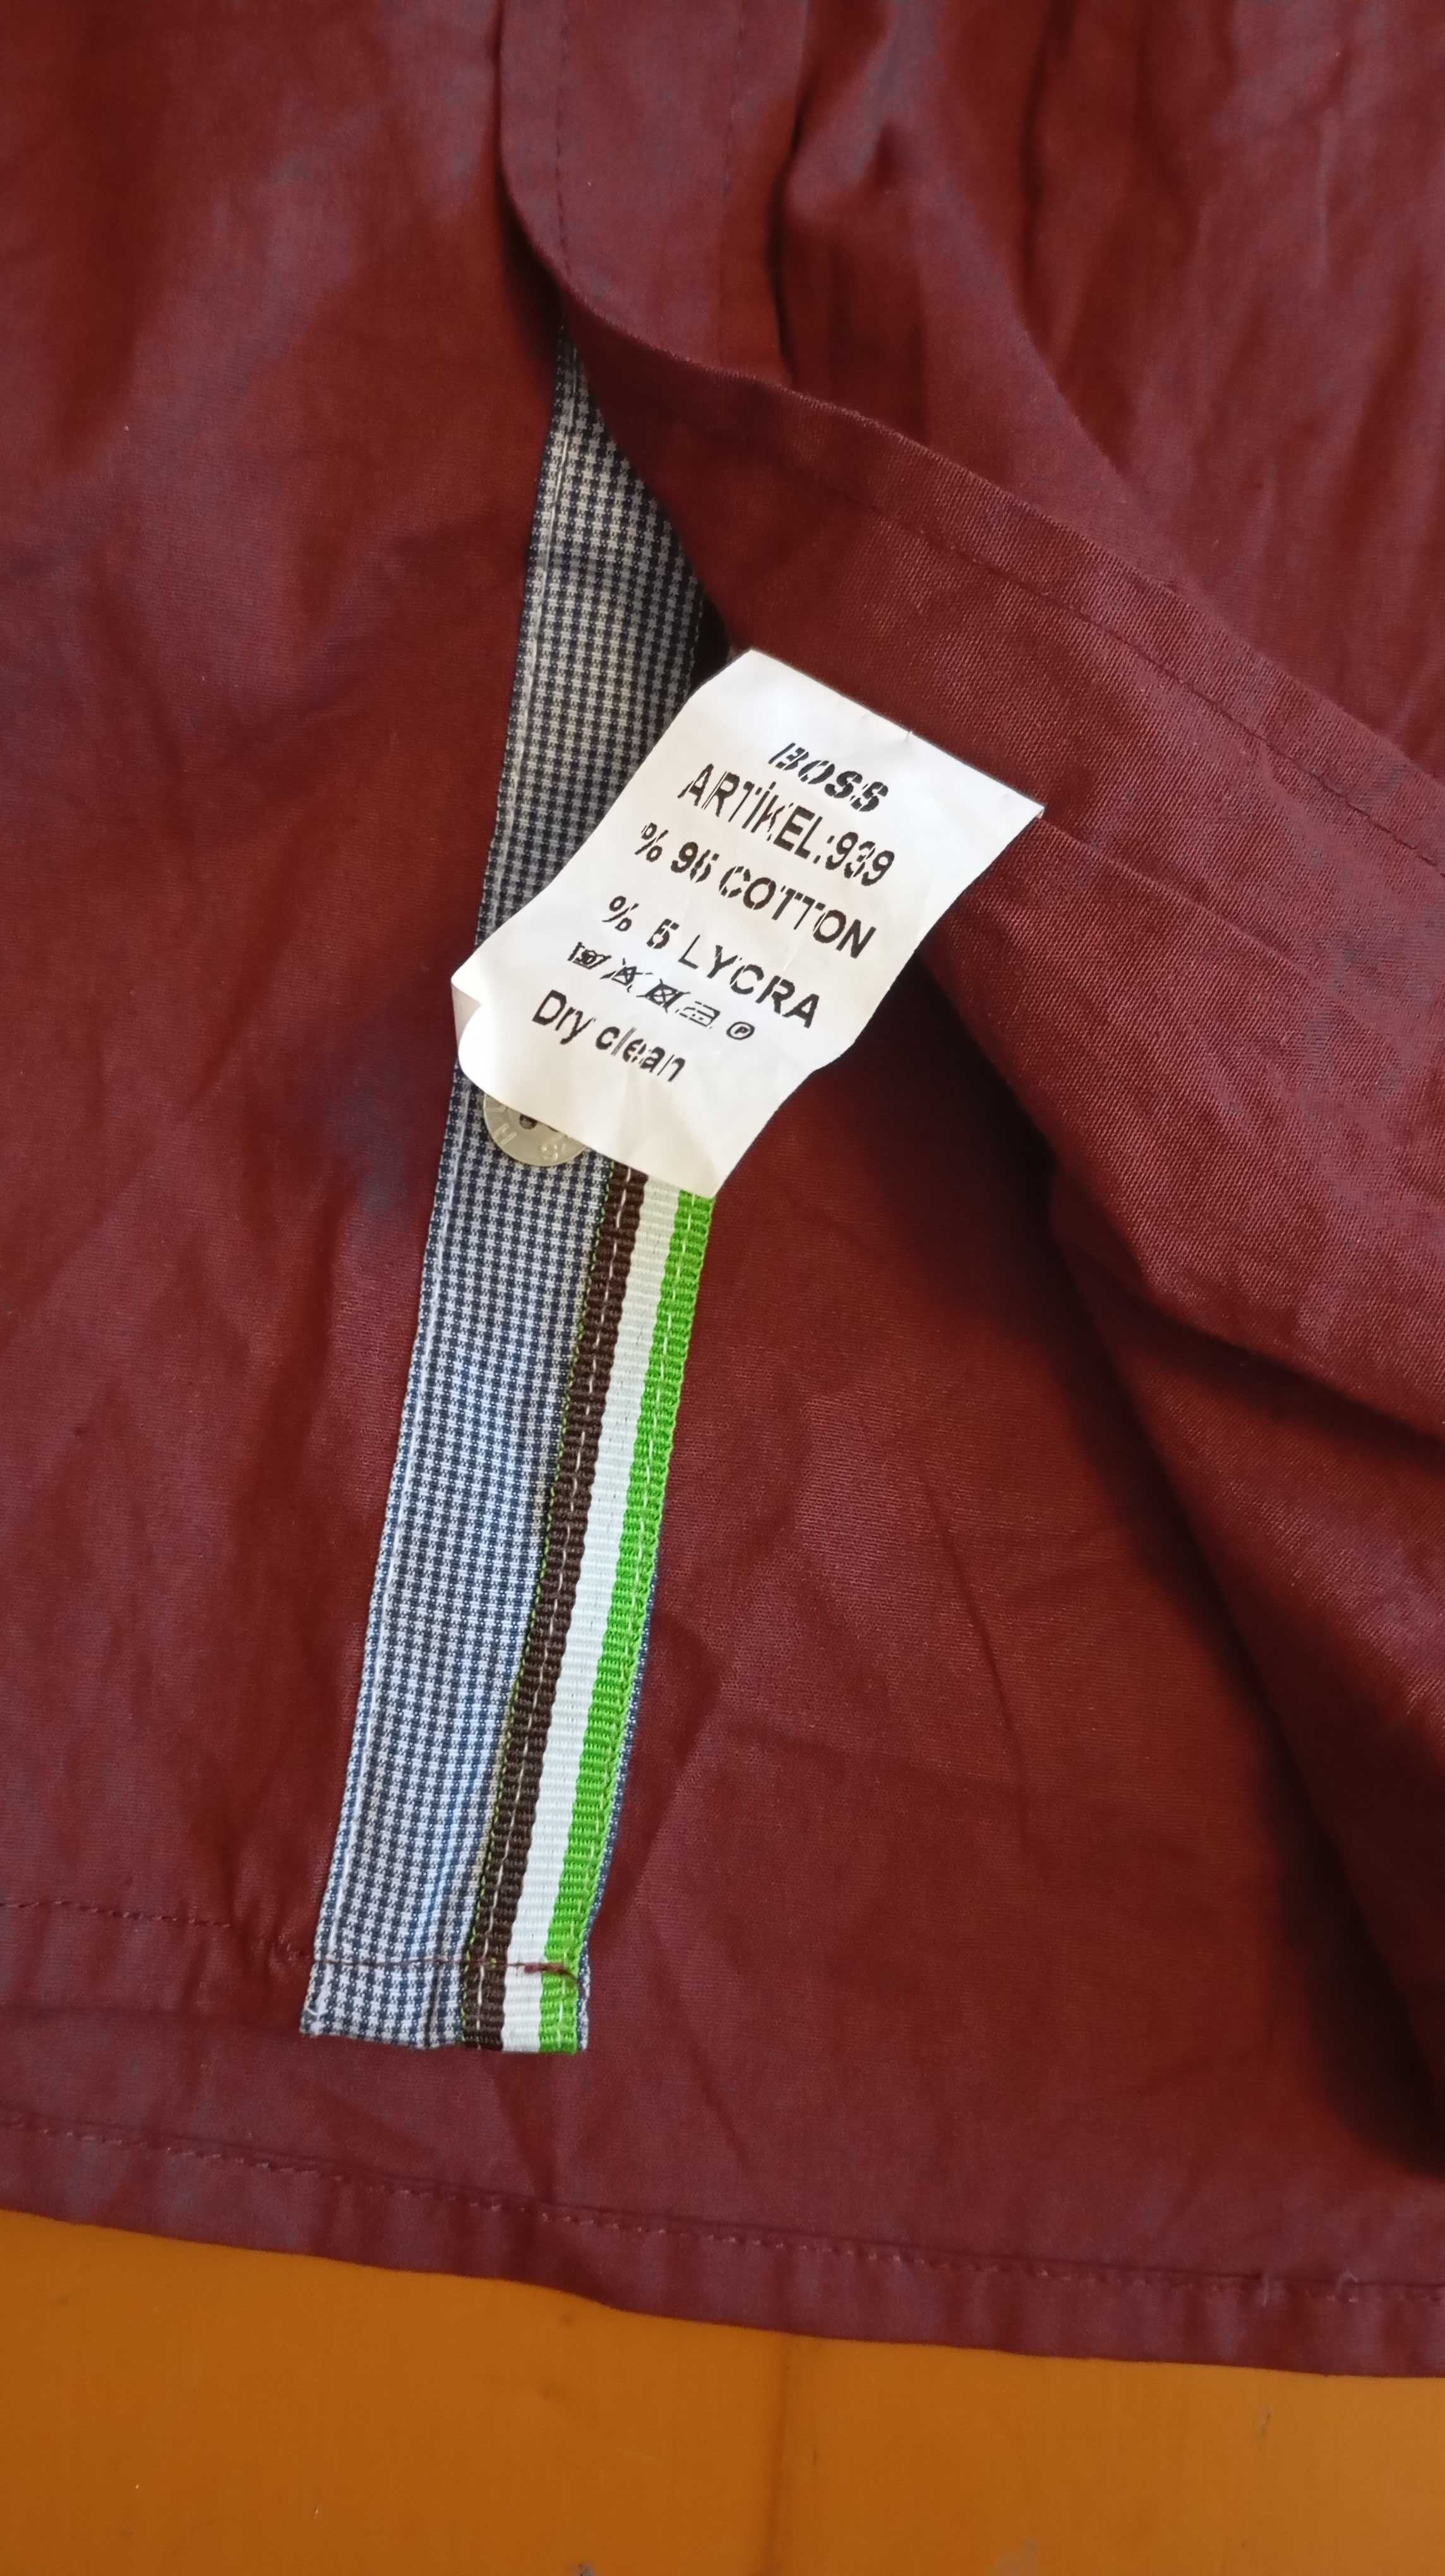 BOSS
ARTİKEL:939
% 95 COTTON
% 5 LYCRA
Dry clean